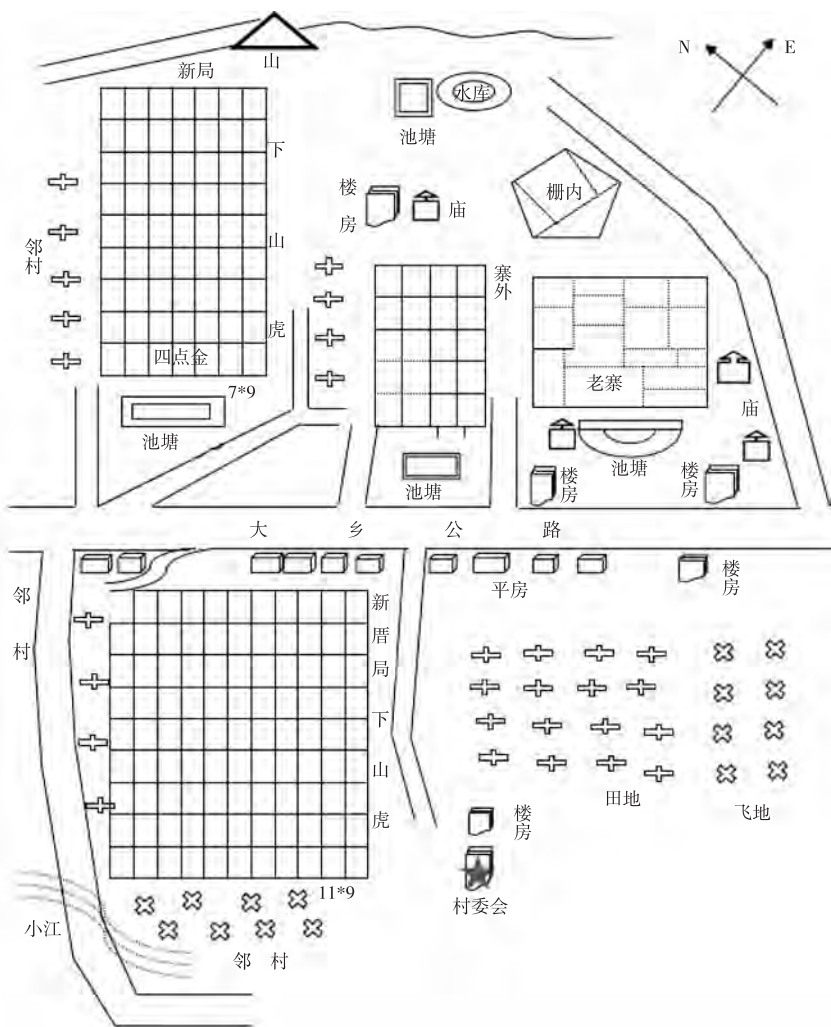 山
N
E
新局
水库
池塘
下山虎
楼房
庙
栅内
邻村
寨外
四点金
7*9
老寨
庙
池塘
池塘
池塘
楼房
楼房
大乡公路
邻村
平房
楼房
新厝局下山虎
田地
飞地
楼房
村委会
11*9
小江
邻村